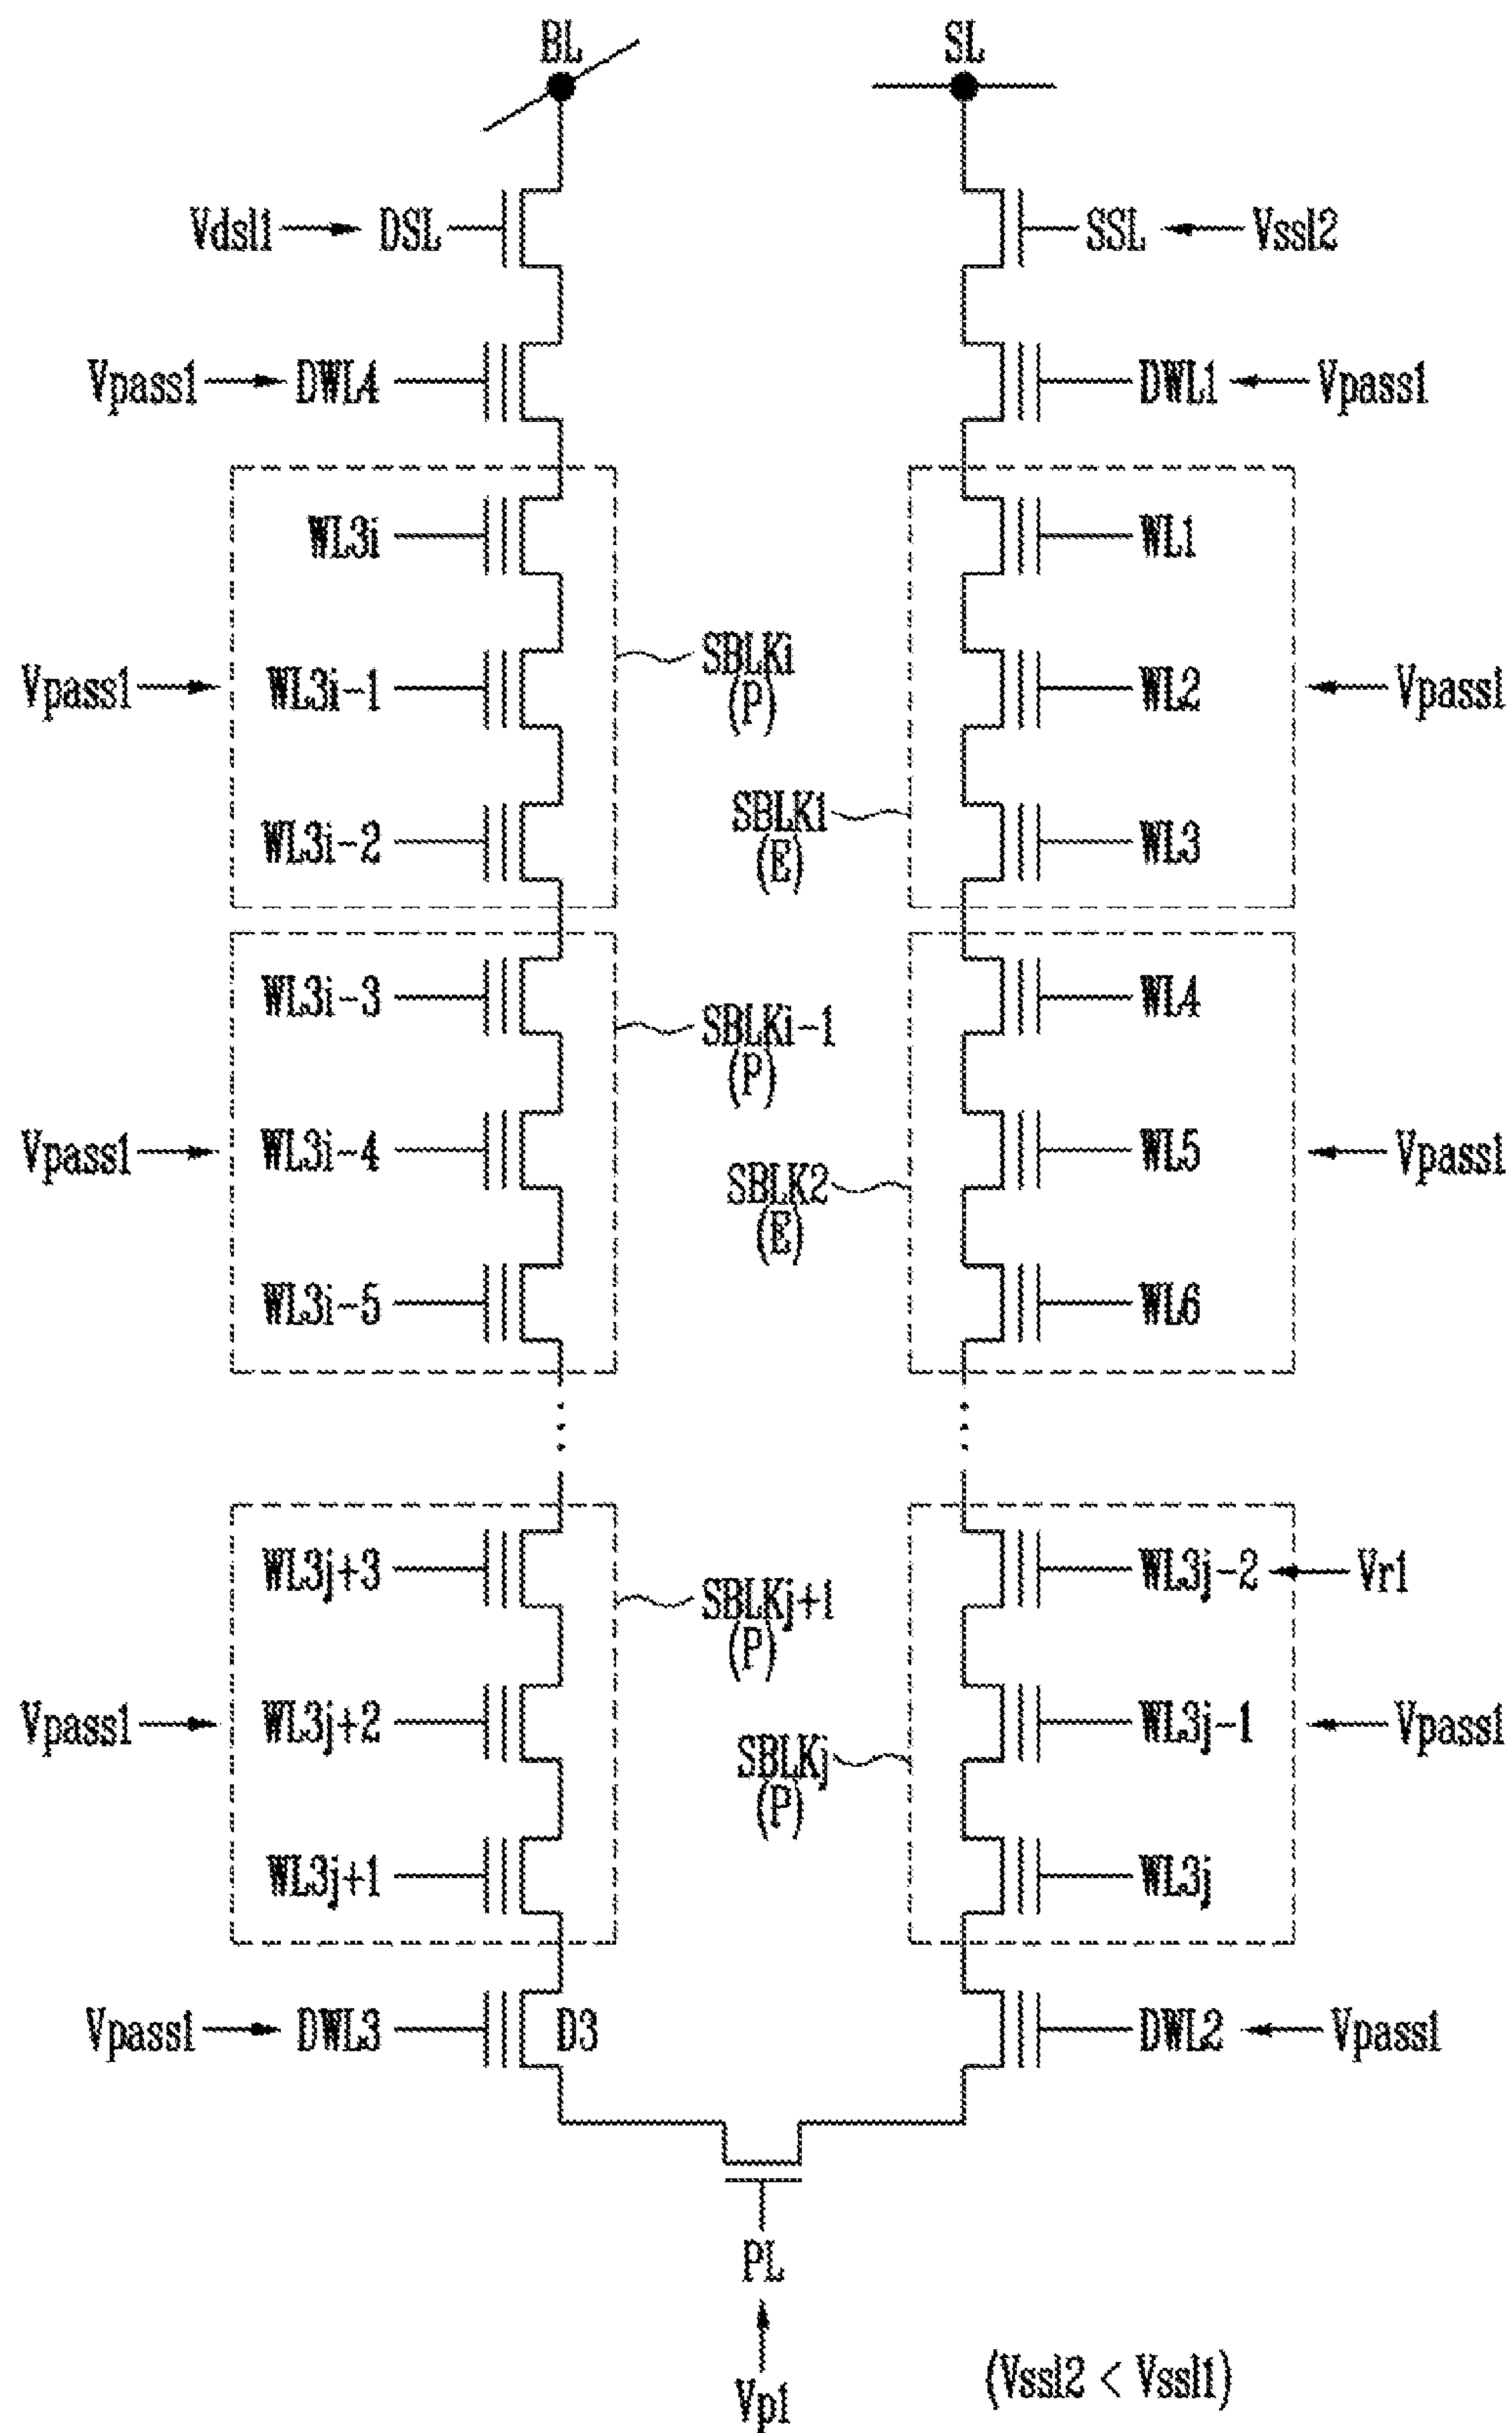 BL SL
Vdsl1 DSL SSL Vssl2
Vpass1 DWL4 DWL1 Vpass1
WL3i WL1
SBLKi
(P)
Vpass1 WL3i-1 WL2 Vpass1
SBLK1
(E)
WL3i-2 WL3
WL3i-3 WL4
SBLKi-1
(P)
Vpass1 WL3i-4 WL5 Vpass1
SBLK2
(E)
WL3i-5 WL6
WL3j+3 WL3j-2 Vr1
SBLKj+1
(P)
Vpass1 WL3j+2 WL3j-1 Vpass1
SBLKj
(P)
WL3j+1 WL3j
Vpass1 DWL3 D3 DWL2 Vpass1
PL
Vp1
(Vssl2 < Vssl1)